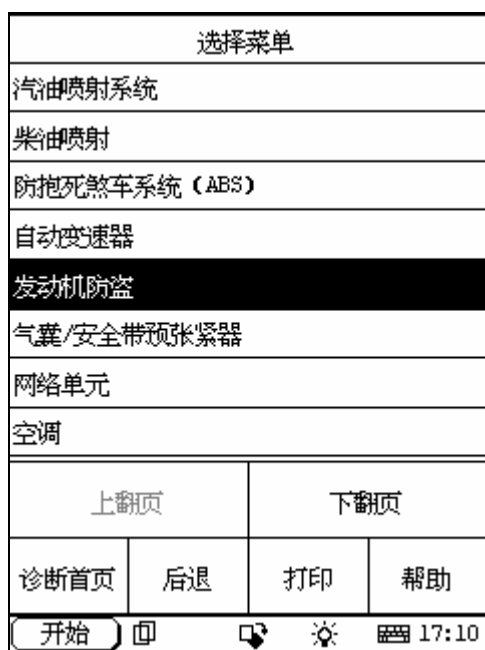 选择菜单
汽油喷射系统
柴油喷射
防抱死煞车系统（ABS）
自动变速器
发动机防盗
气囊/安全带预张紧器
网络单元
空调
上翻页 下翻页
诊断首页 后退 打印 帮助
开始 17:10